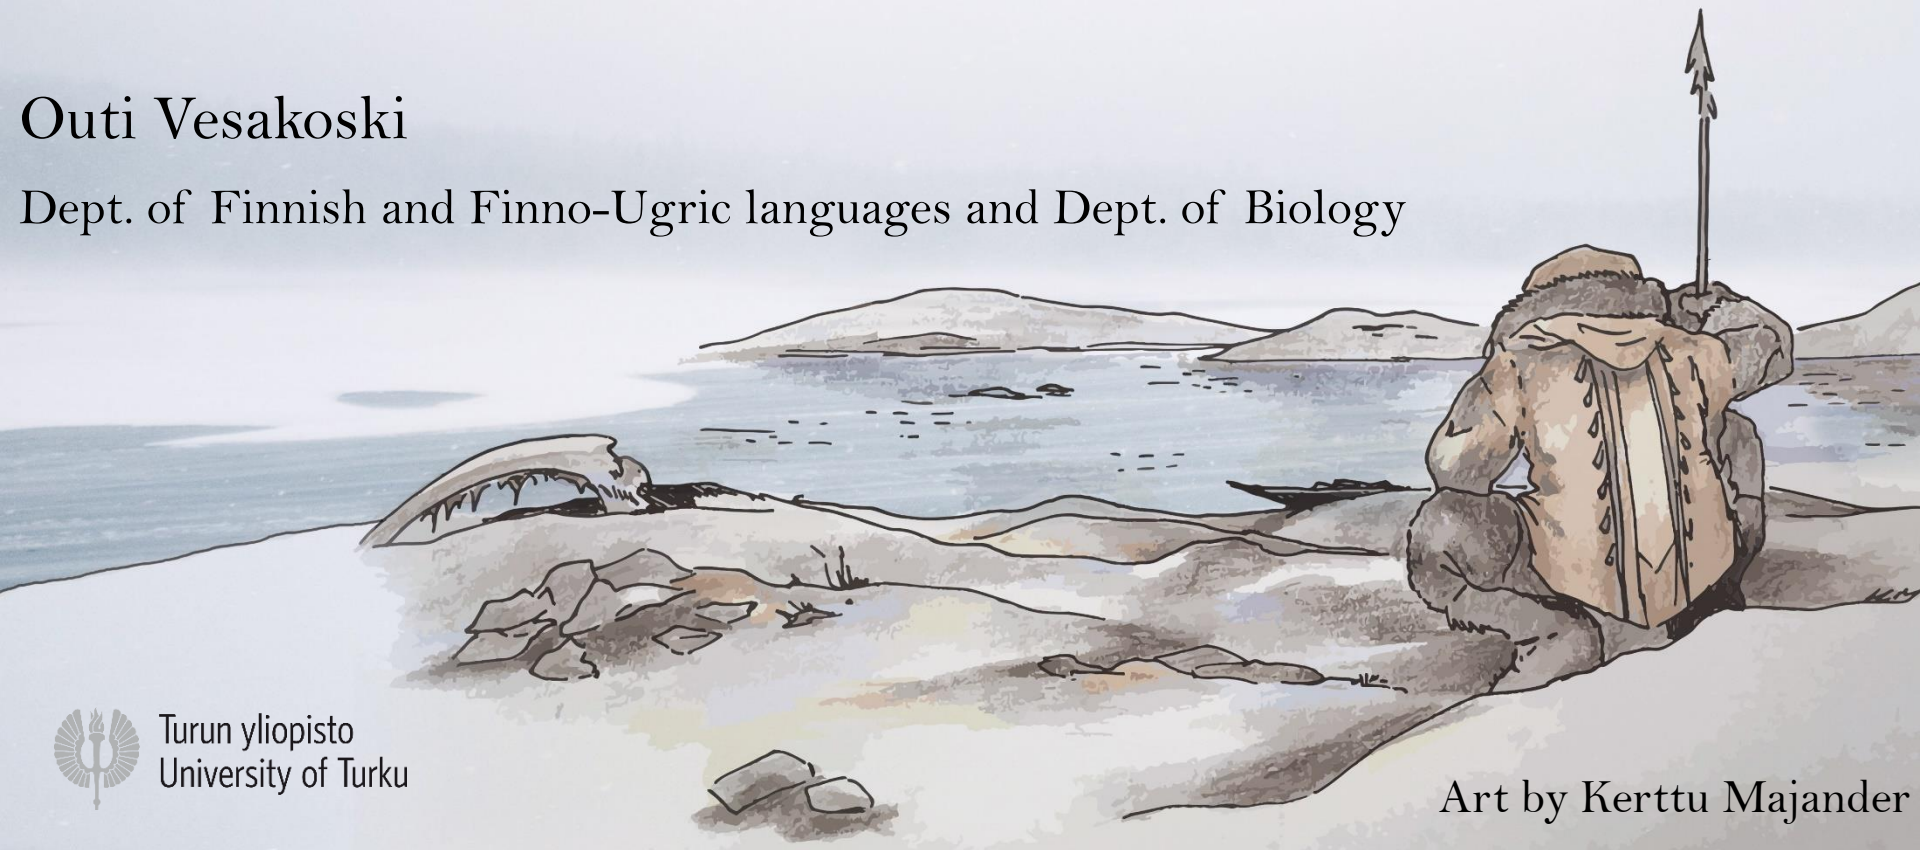 Outi Vesakoski
Dept. of Finnish and Finno-Ugric languages and Dept. of Biology
Turun yliopisto
University of Turku
Art by Kerttu Majander